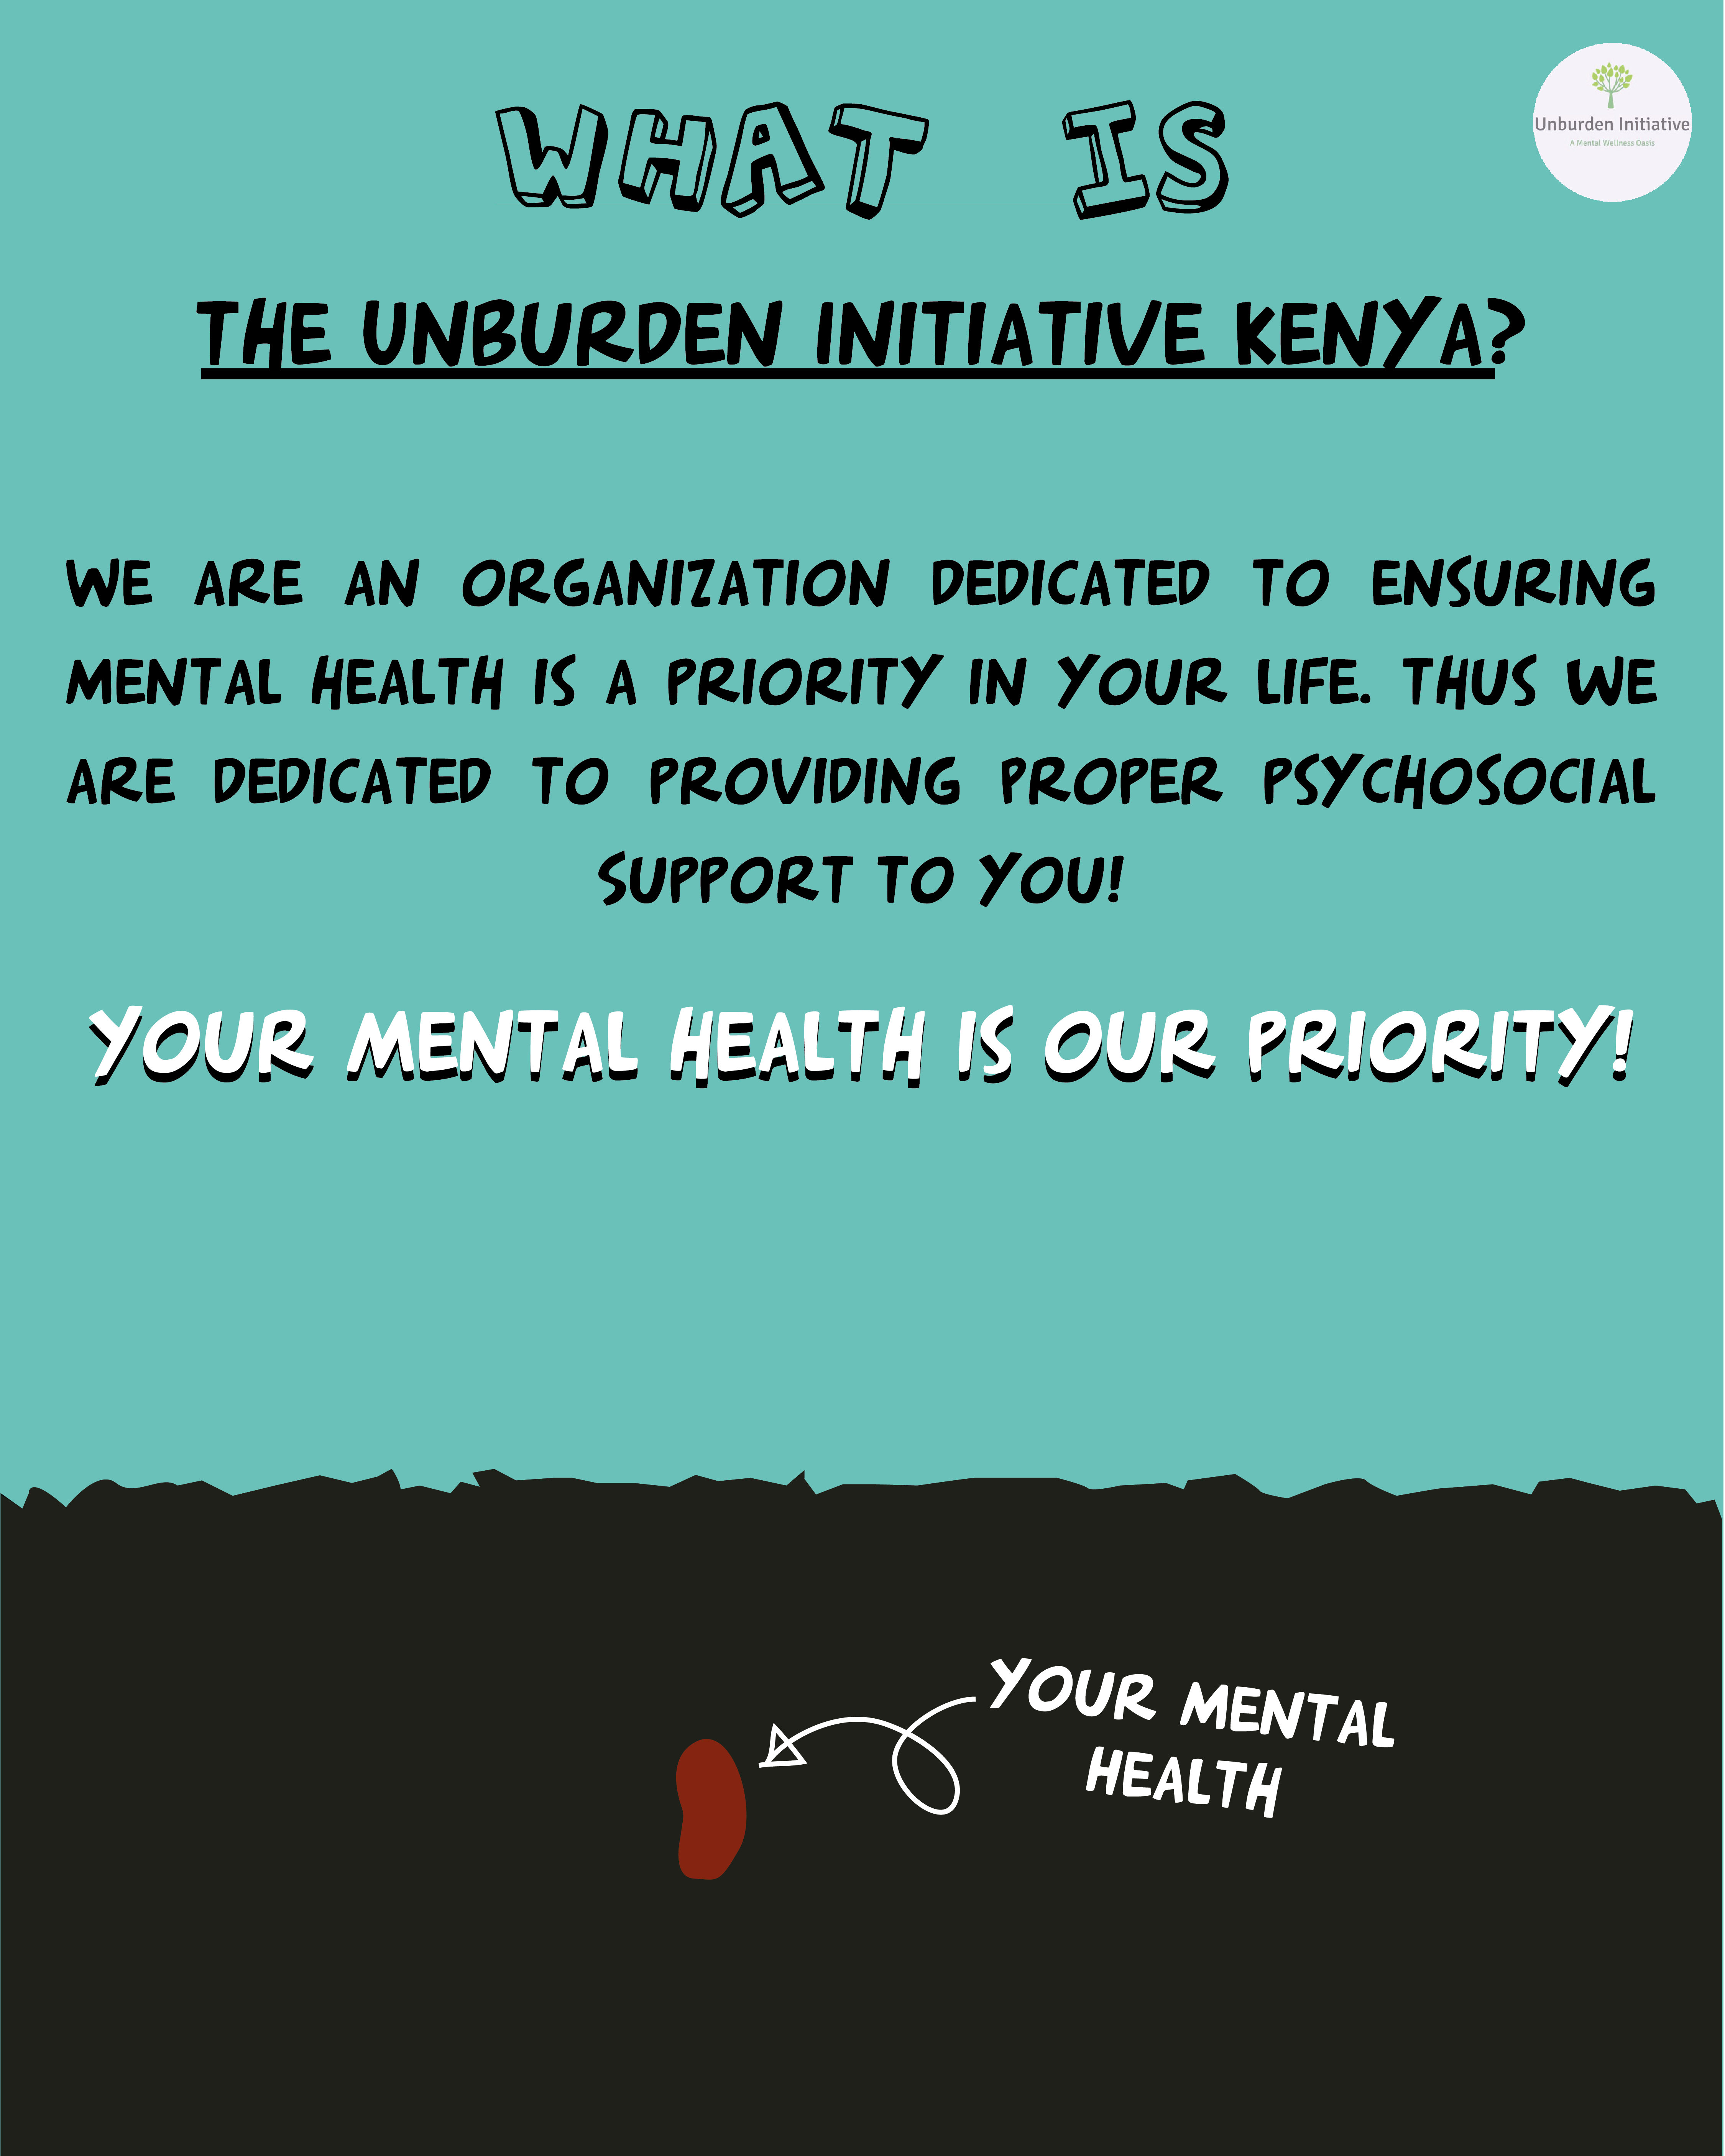 WHAT IS
Unburden Initiative
A Mental Wellness Oasis
THE UNBURDEN INITIATIVE KENYA?
WE ARE AN ORGANIZATION DEDICATED TO ENSURING
MENTAL HEALTH IS A PRIORITY IN YOUR LIFE. THUS WE
ARE DEDICATED TO PROVIDING PROPER PSYCHOSOCIAL
SUPPORT TO YOU!
YOUR MENTAL HEALTH IS OUR PRIORITY!
YOUR MENTAL
HEALTH